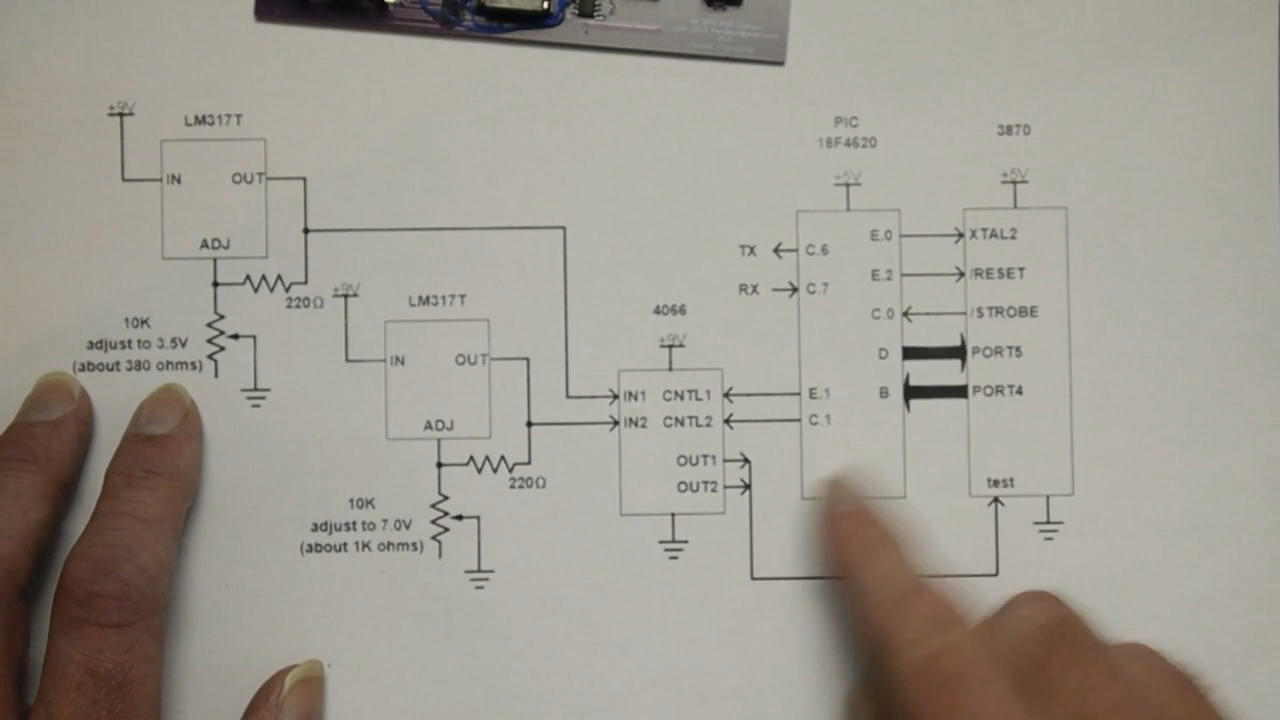 +9V
LM317T
IN
OUT
ADJ
220Ω
10K
adjust to 3.5V
(about 380 ohms)
+9V
LM317T
IN
OUT
ADJ
220Ω
10K
adjust to 7.0V
(about 1K ohms)
4066
+9V
IN1 CNTL1
IN2 CNTL2
OUT1
OUT2
PIC
18F4620
+5V
TX C.6
RX C.7
E.0
E.2
C.0
D
B
E.1
C.1
3870
+5V
XTAL2
/RESET
/STROBE
PORT5
PORT4
test